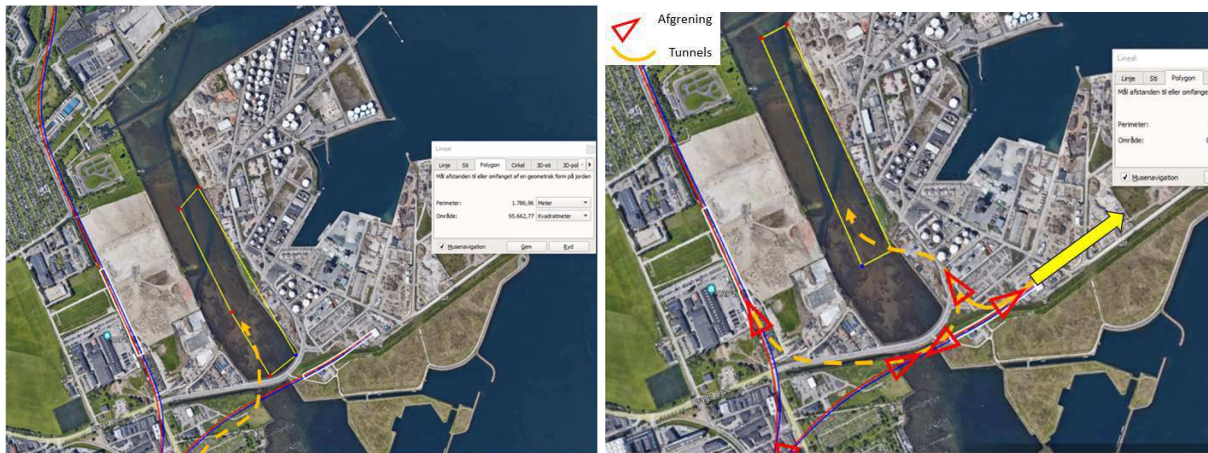 Lineal
Linje Sti Polygon Cirkel 3D-sti 3D-pol
Mål afstanden til eller omfanget af en geometrisk form på jorden
Perimeter: 1.786,96 Meter
Område: 95.662,77 Kvadratmeter
Musenavigation Gem Ryd
Afgrening
Tunnels
Lineal
Linje Sti Polygon
Mål afstanden til eller omfange
Perimeter:
Område:
Musenavigation